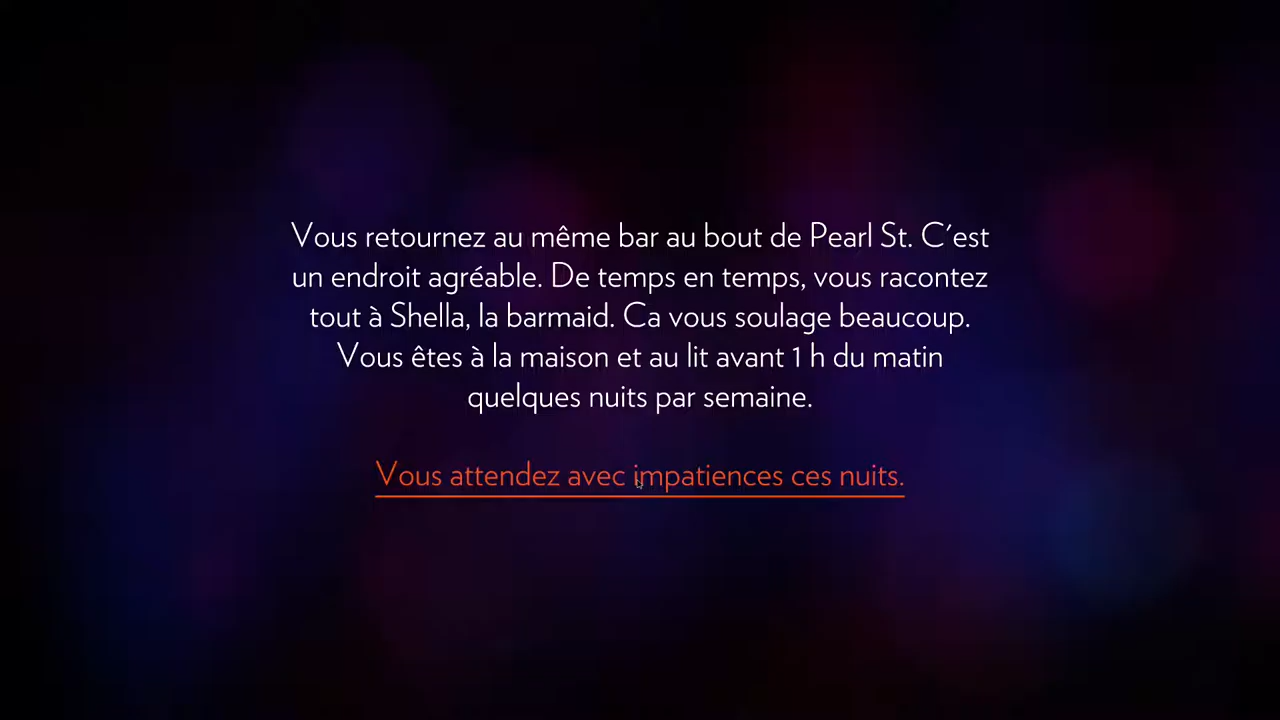 Vous retournez au même bar au bout de Pearl St. C'est
un endroit agréable. De temps en temps, vous racontez
tout à Shella, la barmaid. Ca vous soulage beaucoup.
Vous êtes à la maison et au lit avant 1 h du matin
quelques nuits par semaine.
Vous attendez avec impatiences ces nuits.